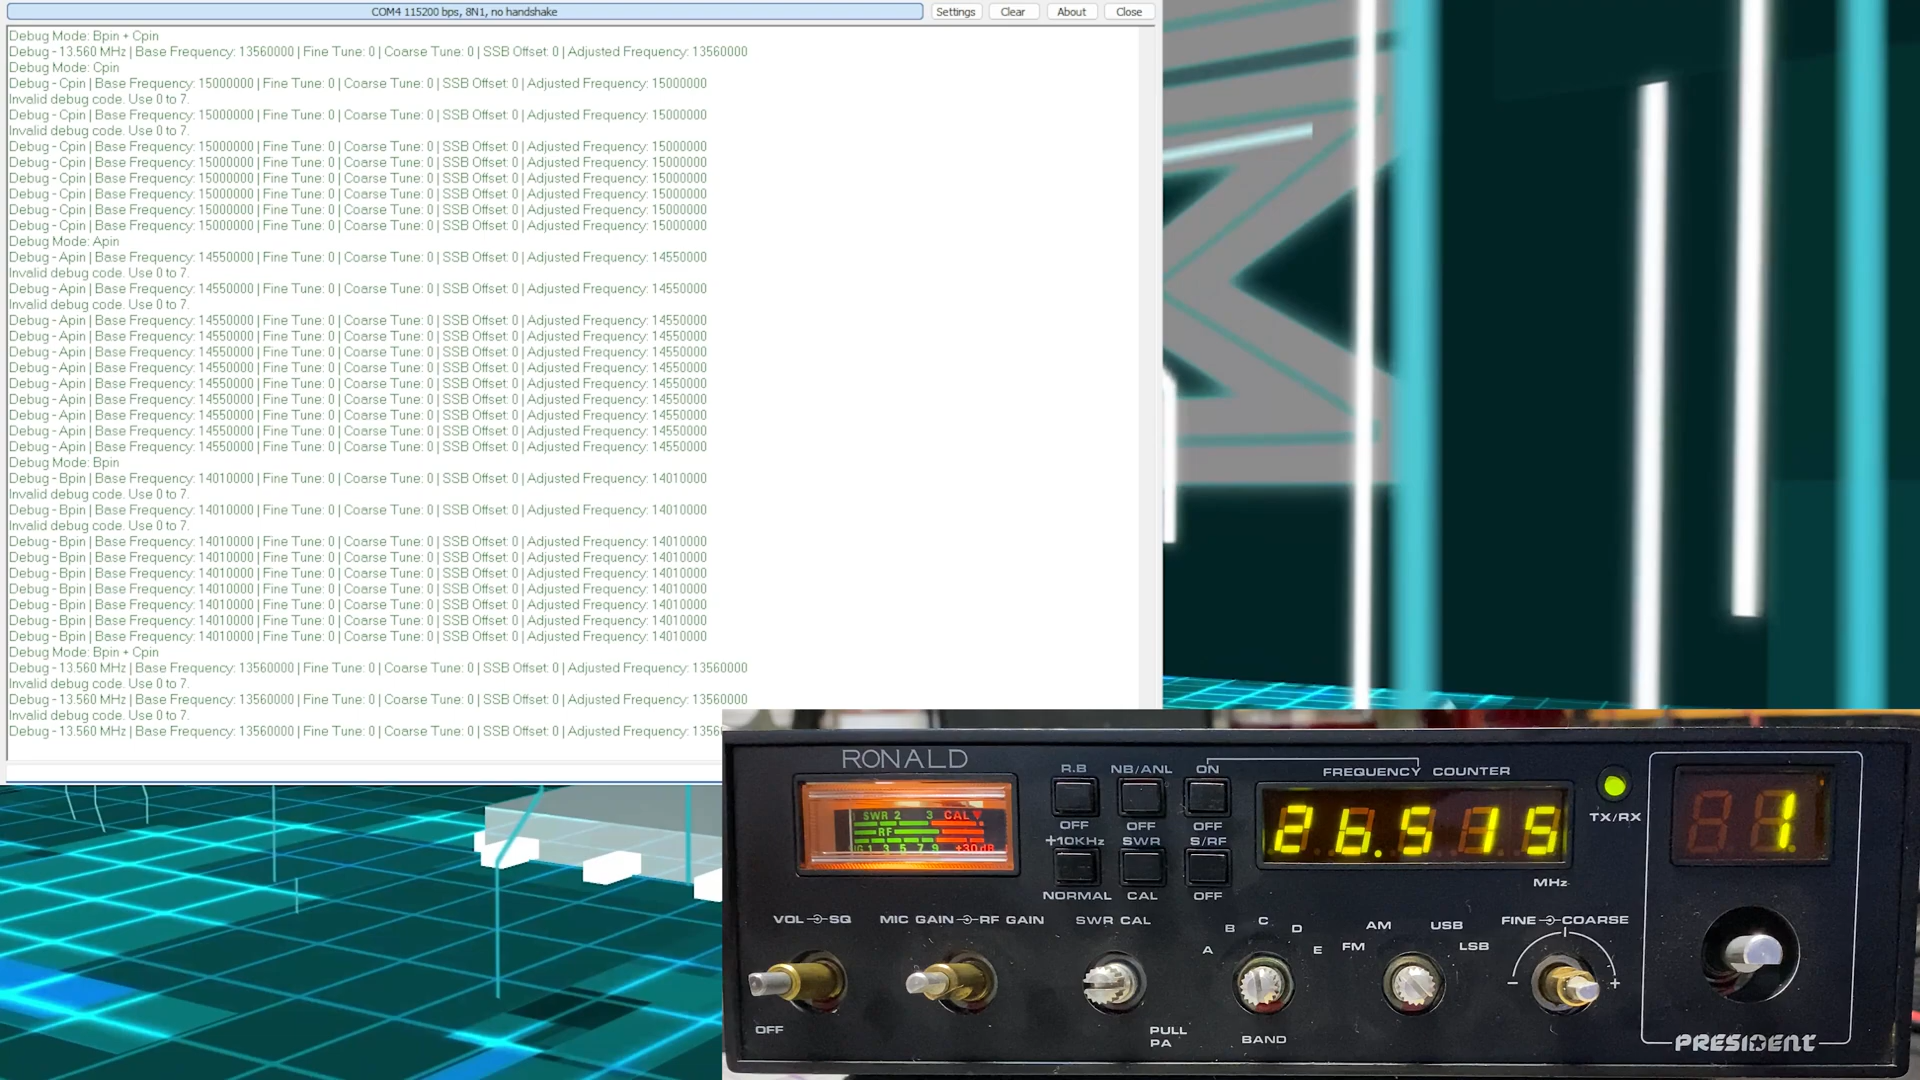 COM4 115200 bps, 8N1, no handshake
Settings
Clear
About
Close
Debug Mode: Bpin + Cpin
Debug - 13.560 MHz | Base Frequency: 13560000 | Fine Tune: 0 | Coarse Tune: 0 | SSB Offset: 0 | Adjusted Frequency: 13560000
Debug Mode: Cpin
Debug - Cpin | Base Frequency: 15000000 | Fine Tune: 0 | Coarse Tune: 0 | SSB Offset: 0 | Adjusted Frequency: 15000000
Invalid debug code. Use 0 to 7.
Debug - Cpin | Base Frequency: 15000000 | Fine Tune: 0 | Coarse Tune: 0 | SSB Offset: 0 | Adjusted Frequency: 15000000
Invalid debug code. Use 0 to 7.
Debug - Cpin | Base Frequency: 15000000 | Fine Tune: 0 | Coarse Tune: 0 | SSB Offset: 0 | Adjusted Frequency: 15000000
Debug - Cpin | Base Frequency: 15000000 | Fine Tune: 0 | Coarse Tune: 0 | SSB Offset: 0 | Adjusted Frequency: 15000000
Debug - Cpin | Base Frequency: 15000000 | Fine Tune: 0 | Coarse Tune: 0 | SSB Offset: 0 | Adjusted Frequency: 15000000
Debug - Cpin | Base Frequency: 15000000 | Fine Tune: 0 | Coarse Tune: 0 | SSB Offset: 0 | Adjusted Frequency: 15000000
Debug - Cpin | Base Frequency: 15000000 | Fine Tune: 0 | Coarse Tune: 0 | SSB Offset: 0 | Adjusted Frequency: 15000000
Debug - Cpin | Base Frequency: 15000000 | Fine Tune: 0 | Coarse Tune: 0 | SSB Offset: 0 | Adjusted Frequency: 15000000
Debug Mode: Apin
Debug - Apin | Base Frequency: 14550000 | Fine Tune: 0 | Coarse Tune: 0 | SSB Offset: 0 | Adjusted Frequency: 14550000
Invalid debug code. Use 0 to 7.
Debug - Apin | Base Frequency: 14550000 | Fine Tune: 0 | Coarse Tune: 0 | SSB Offset: 0 | Adjusted Frequency: 14550000
Invalid debug code. Use 0 to 7.
Debug - Apin | Base Frequency: 14550000 | Fine Tune: 0 | Coarse Tune: 0 | SSB Offset: 0 | Adjusted Frequency: 14550000
Debug - Apin | Base Frequency: 14550000 | Fine Tune: 0 | Coarse Tune: 0 | SSB Offset: 0 | Adjusted Frequency: 14550000
Debug - Apin | Base Frequency: 14550000 | Fine Tune: 0 | Coarse Tune: 0 | SSB Offset: 0 | Adjusted Frequency: 14550000
Debug - Apin | Base Frequency: 14550000 | Fine Tune: 0 | Coarse Tune: 0 | SSB Offset: 0 | Adjusted Frequency: 14550000
Debug - Apin | Base Frequency: 14550000 | Fine Tune: 0 | Coarse Tune: 0 | SSB Offset: 0 | Adjusted Frequency: 14550000
Debug - Apin | Base Frequency: 14550000 | Fine Tune: 0 | Coarse Tune: 0 | SSB Offset: 0 | Adjusted Frequency: 14550000
Debug - Apin | Base Frequency: 14550000 | Fine Tune: 0 | Coarse Tune: 0 | SSB Offset: 0 | Adjusted Frequency: 14550000
Debug - Apin | Base Frequency: 14550000 | Fine Tune: 0 | Coarse Tune: 0 | SSB Offset: 0 | Adjusted Frequency: 14550000
Debug - Apin | Base Frequency: 14550000 | Fine Tune: 0 | Coarse Tune: 0 | SSB Offset: 0 | Adjusted Frequency: 14550000
Debug Mode: Bpin
Debug - Bpin | Base Frequency: 14010000 | Fine Tune: 0 | Coarse Tune: 0 | SSB Offset: 0 | Adjusted Frequency: 14010000
Invalid debug code. Use 0 to 7.
Debug - Bpin | Base Frequency: 14010000 | Fine Tune: 0 | Coarse Tune: 0 | SSB Offset: 0 | Adjusted Frequency: 14010000
Invalid debug code. Use 0 to 7.
Debug - Bpin | Base Frequency: 14010000 | Fine Tune: 0 | Coarse Tune: 0 | SSB Offset: 0 | Adjusted Frequency: 14010000
Debug - Bpin | Base Frequency: 14010000 | Fine Tune: 0 | Coarse Tune: 0 | SSB Offset: 0 | Adjusted Frequency: 14010000
Debug - Bpin | Base Frequency: 14010000 | Fine Tune: 0 | Coarse Tune: 0 | SSB Offset: 0 | Adjusted Frequency: 14010000
Debug - Bpin | Base Frequency: 14010000 | Fine Tune: 0 | Coarse Tune: 0 | SSB Offset: 0 | Adjusted Frequency: 14010000
Debug - Bpin | Base Frequency: 14010000 | Fine Tune: 0 | Coarse Tune: 0 | SSB Offset: 0 | Adjusted Frequency: 14010000
Debug - Bpin | Base Frequency: 14010000 | Fine Tune: 0 | Coarse Tune: 0 | SSB Offset: 0 | Adjusted Frequency: 14010000
Debug - Bpin | Base Frequency: 14010000 | Fine Tune: 0 | Coarse Tune: 0 | SSB Offset: 0 | Adjusted Frequency: 14010000
Debug Mode: Bpin + Cpin
Debug - 13.560 MHz | Base Frequency: 13560000 | Fine Tune: 0 | Coarse Tune: 0 | SSB Offset: 0 | Adjusted Frequency: 13560000
Invalid debug code. Use 0 to 7.
Debug - 13.560 MHz | Base Frequency: 13560000 | Fine Tune: 0 | Coarse Tune: 0 | SSB Offset: 0 | Adjusted Frequency: 13560000
Invalid debug code. Use 0 to 7.
Debug - 13.560 MHz | Base Frequency: 13560000 | Fine Tune: 0 | Coarse Tune: 0 | SSB Offset: 0 | Adjusted Frequency: 1356
RONALD
R.B NB/ANL ON
FREQUENCY COUNTER
SWR 2 3 CAL
RF
1 3 5 7 9 +30dB
OFF OFF OFF
+10KHz SWR S/RF
NORMAL CAL OFF
26.515
MHz
TX/RX
1
VOL SQ
MIC GAIN RF GAIN
SWR CAL
A B C D E
FM AM USB LSB
FINE COARSE
- +
OFF
PULL
PA
BAND
PRESIDENT